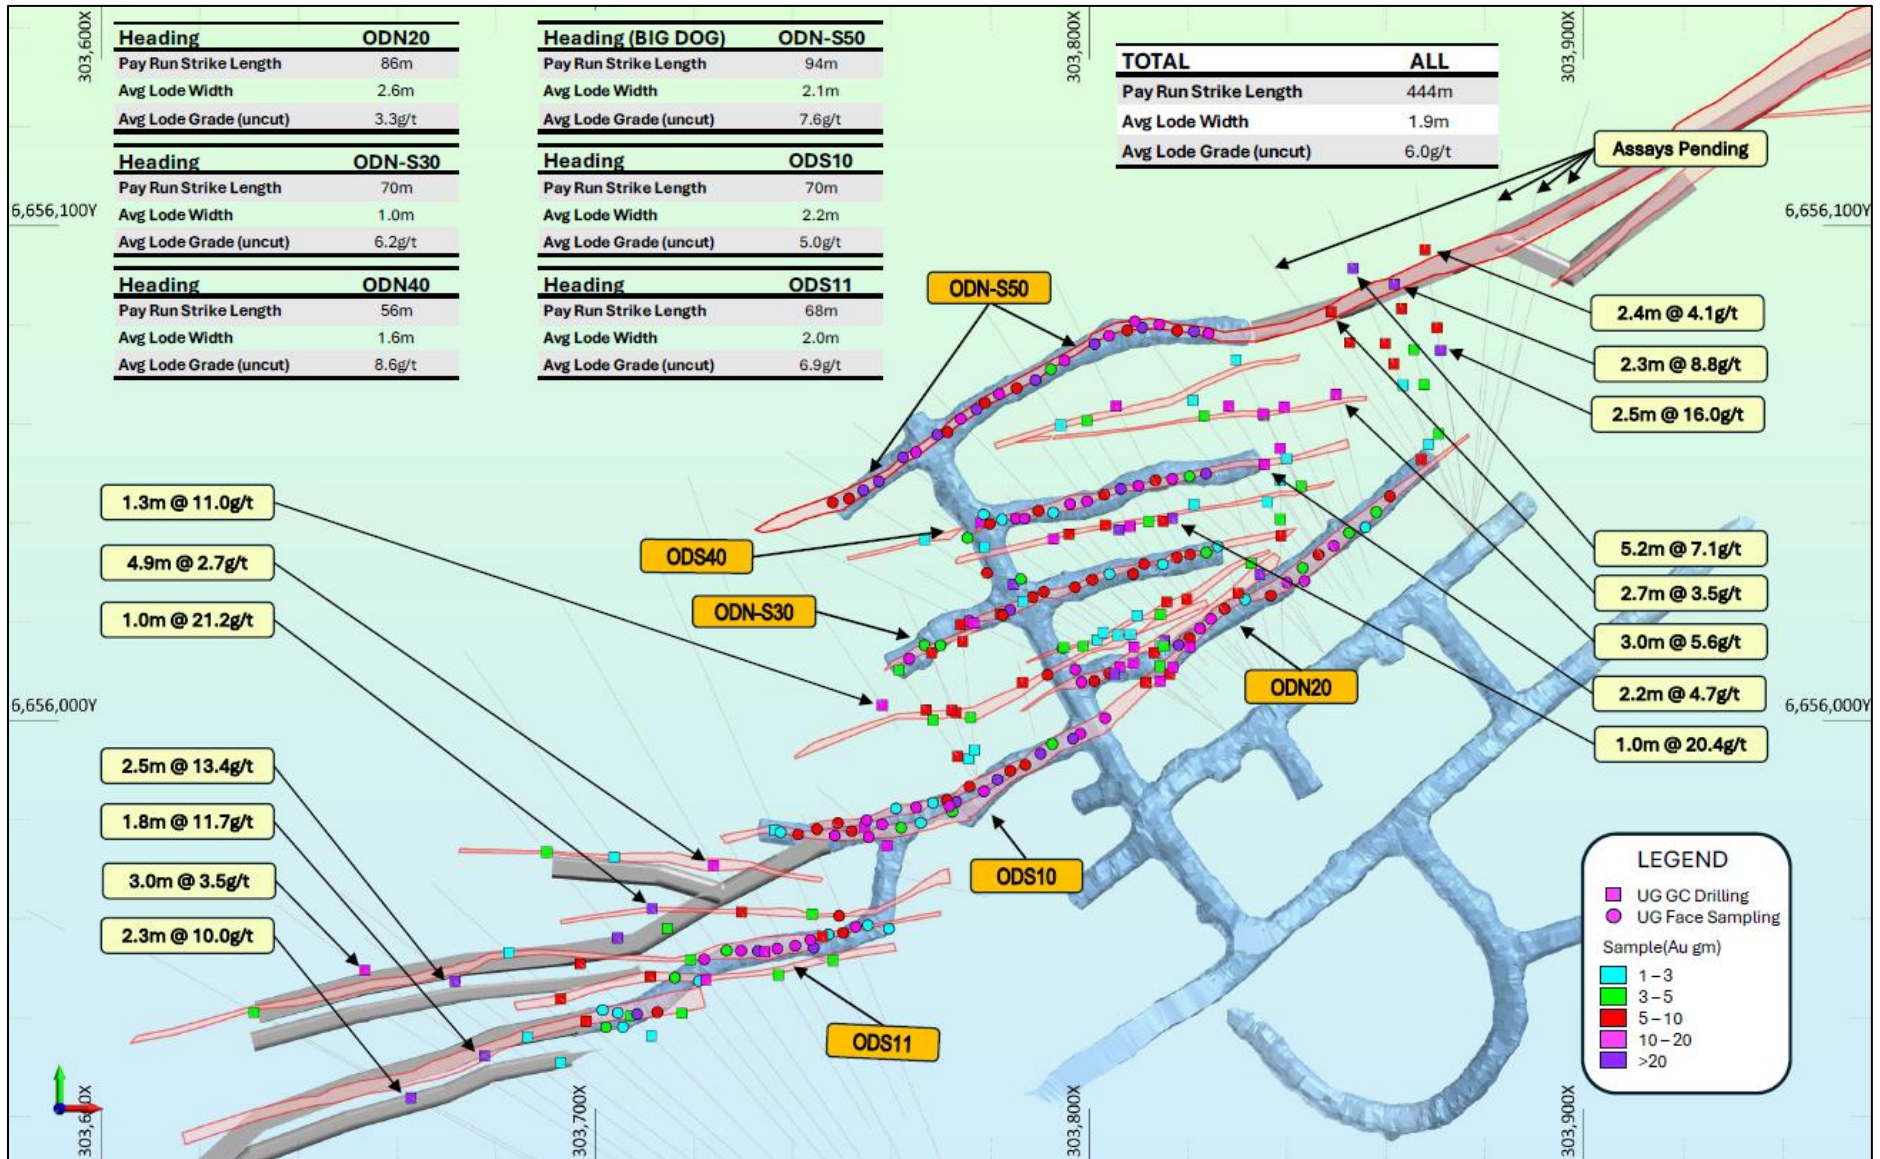 303,600X
303,800X
303,900X
Heading ODN20
Pay Run Strike Length 86m
Avg Lode Width 2.6m
Avg Lode Grade (uncut) 3.3g/t
Heading (BIG DOG) ODN-S50
Pay Run Strike Length 94m
Avg Lode Width 2.1m
Avg Lode Grade (uncut) 7.6g/t
TOTAL ALL
Pay Run Strike Length 444m
Avg Lode Width 1.9m
Avg Lode Grade (uncut) 6.0g/t
Heading ODN-S30
Pay Run Strike Length 70m
Avg Lode Width 1.0m
Avg Lode Grade (uncut) 6.2g/t
Heading ODS10
Pay Run Strike Length 70m
Avg Lode Width 2.2m
Avg Lode Grade (uncut) 5.0g/t
Heading ODN40
Pay Run Strike Length 56m
Avg Lode Width 1.6m
Avg Lode Grade (uncut) 8.6g/t
Heading ODS11
Pay Run Strike Length 68m
Avg Lode Width 2.0m
Avg Lode Grade (uncut) 6.9g/t
Assays Pending
6,656,100Y
6,656,100Y
ODN-S50
2.4m @ 4.1g/t
2.3m @ 8.8g/t
2.5m @ 16.0g/t
1.3m @ 11.0g/t
4.9m @ 2.7g/t
1.0m @ 21.2g/t
ODS40
ODN-S30
ODN20
5.2m @ 7.1g/t
2.7m @ 3.5g/t
3.0m @ 5.6g/t
2.2m @ 4.7g/t
1.0m @ 20.4g/t
6,656,000Y
6,656,000Y
2.5m @ 13.4g/t
1.8m @ 11.7g/t
3.0m @ 3.5g/t
2.3m @ 10.0g/t
ODS10
ODS11
LEGEND
UG GC Drilling
UG Face Sampling
Sample(Au gm)
1 – 3
3 – 5
5 – 10
10 – 20
>20
303,600X
303,700X
303,800X
303,900X